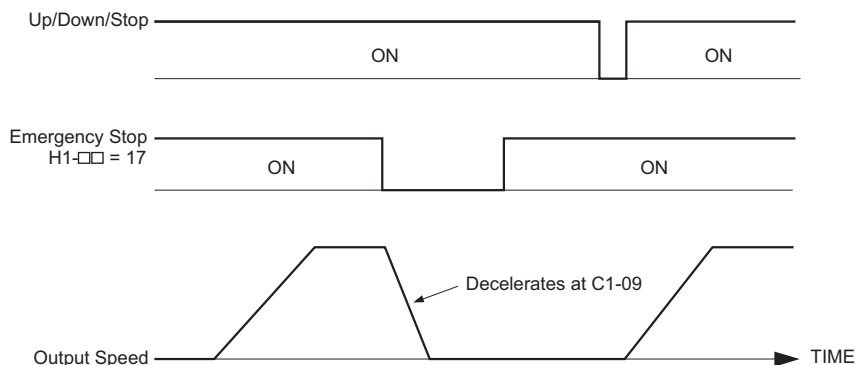 Up/Down/Stop
ON
ON
Emergency Stop
H1-□□ = 17
ON
ON
Decelerates at C1-09
Output Speed
TIME